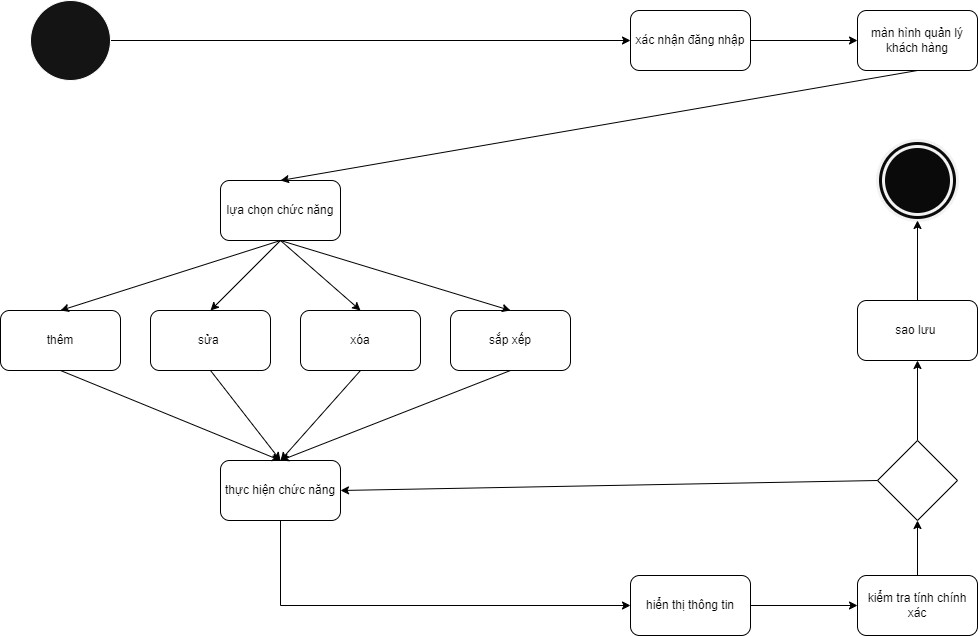 xác nhận đăng nhập
màn hình quản lý
khách hàng
lựa chọn chức năng
thêm
sửa
xóa
sắp xếp
sao lưu
thực hiện chức năng
hiển thị thông tin
kiểm tra tính chính
xác